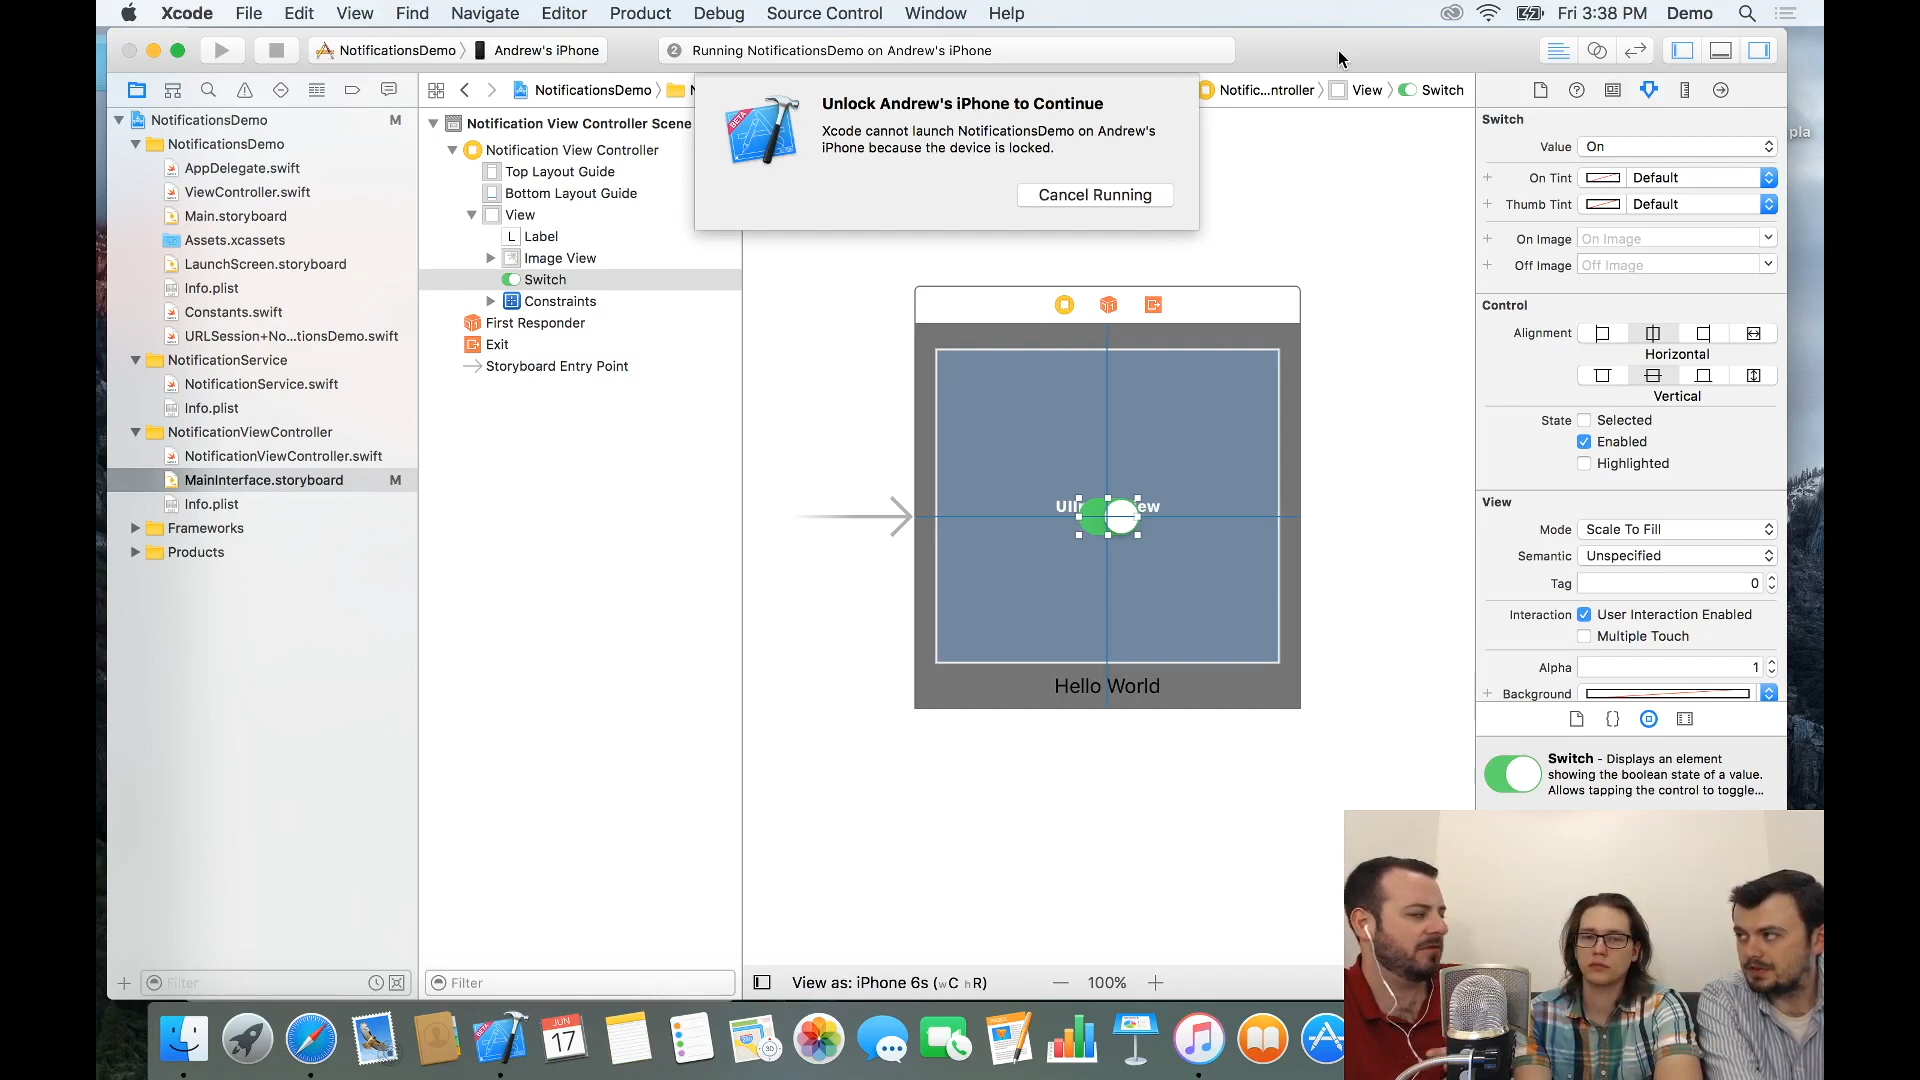 Xcode File Edit View Find Navigate Editor Product Debug Source Control Window Help Fri 3:38 PM Demo
NotificationsDemo Andrew's iPhone 2 Running NotificationsDemo on Andrew's iPhone
NotificationsDemo Notific...ntroller View Switch
NotificationsDemo M
NotificationsDemo
AppDelegate.swift
ViewController.swift
Main.storyboard
Assets.xcassets
LaunchScreen.storyboard
Info.plist
Constants.swift
URLSession+No...tionsDemo.swift
NotificationService
NotificationService.swift
Info.plist
NotificationViewController
NotificationViewController.swift
MainInterface.storyboard M
Info.plist
Frameworks
Products
Filter
Notification View Controller Scene
Notification View Controller
Top Layout Guide
Bottom Layout Guide
View
L Label
Image View
Switch
Constraints
First Responder
Exit
Storyboard Entry Point
Filter
BETA
Unlock Andrew's iPhone to Continue
Xcode cannot launch NotificationsDemo on Andrew's
iPhone because the device is locked.
Cancel Running
Hello World
View as: iPhone 6s (wC hR) — 100% +
Switch
Value On
On Tint Default
Thumb Tint Default
On Image On Image
Off Image Off Image
Control
Alignment
Horizontal
Vertical
State Selected
Enabled
Highlighted
View
Mode Scale To Fill
Semantic Unspecified
Tag 0
Interaction User Interaction Enabled
Multiple Touch
Alpha 1
Background
Switch - Displays an element
showing the boolean state of a value.
Allows tapping the control to toggle...
pla
BETA
JUN
17
3D